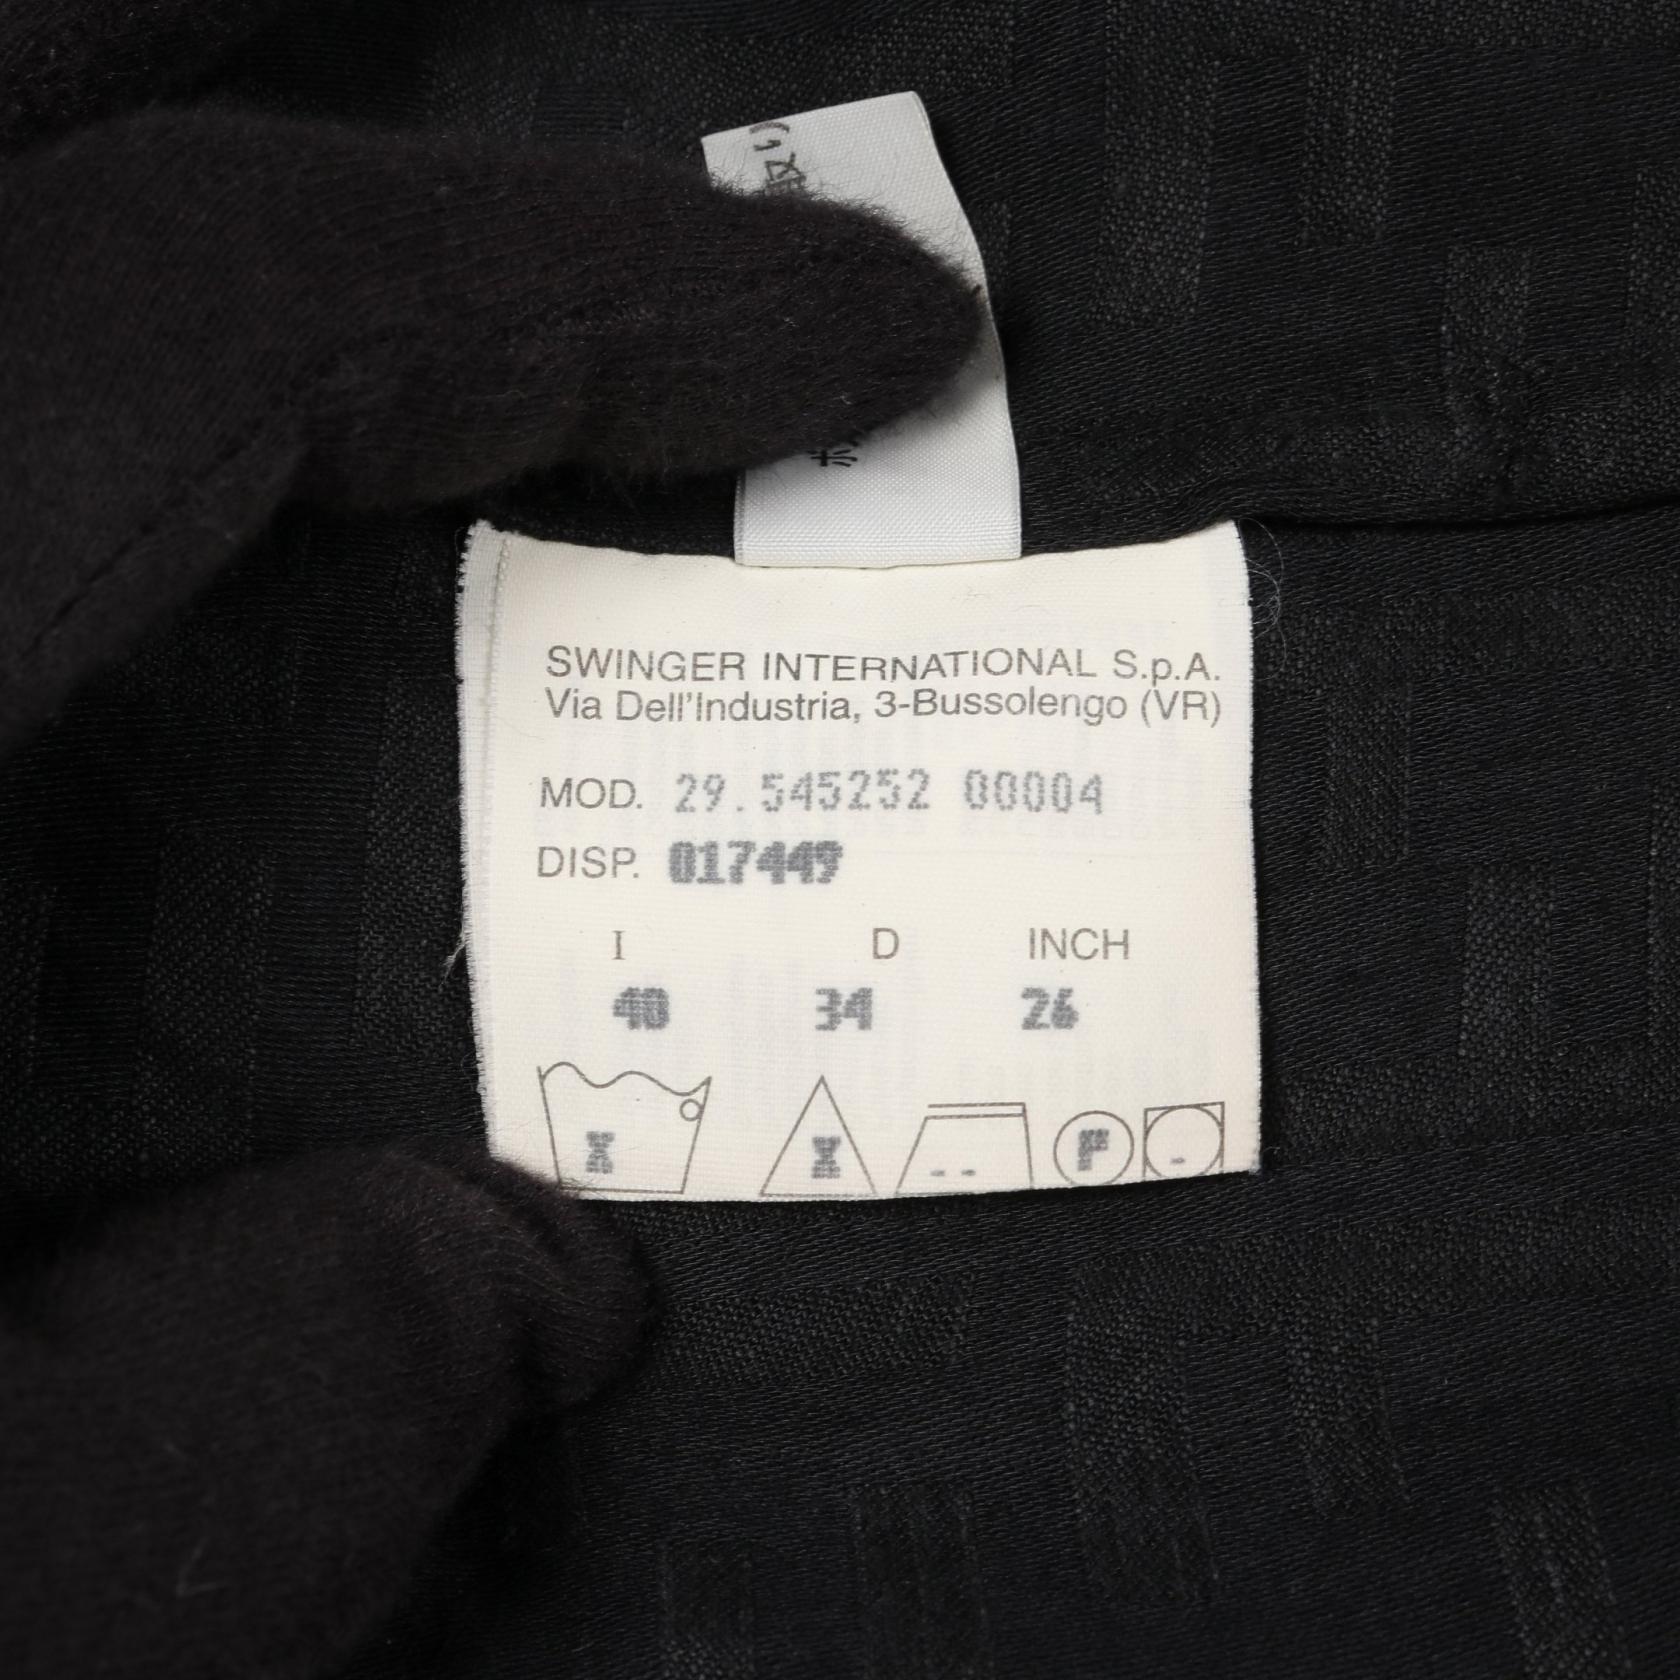 SWINGER INTERNATIONAL S.p.A.
Via Dell'Industria, 3-Bussolengo (VR)
MOD. 29.545252 00004
DISP. 017449
I D INCH
40 34 26
X X -- P -